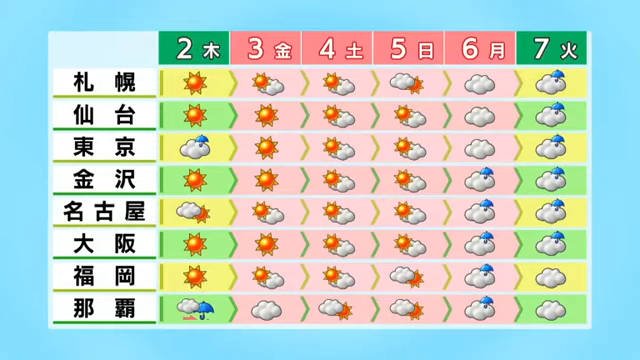 2木 3金 4土 5日 6月 7火
札幌
仙台
東京
金沢
名古屋
大阪
福岡
那覇